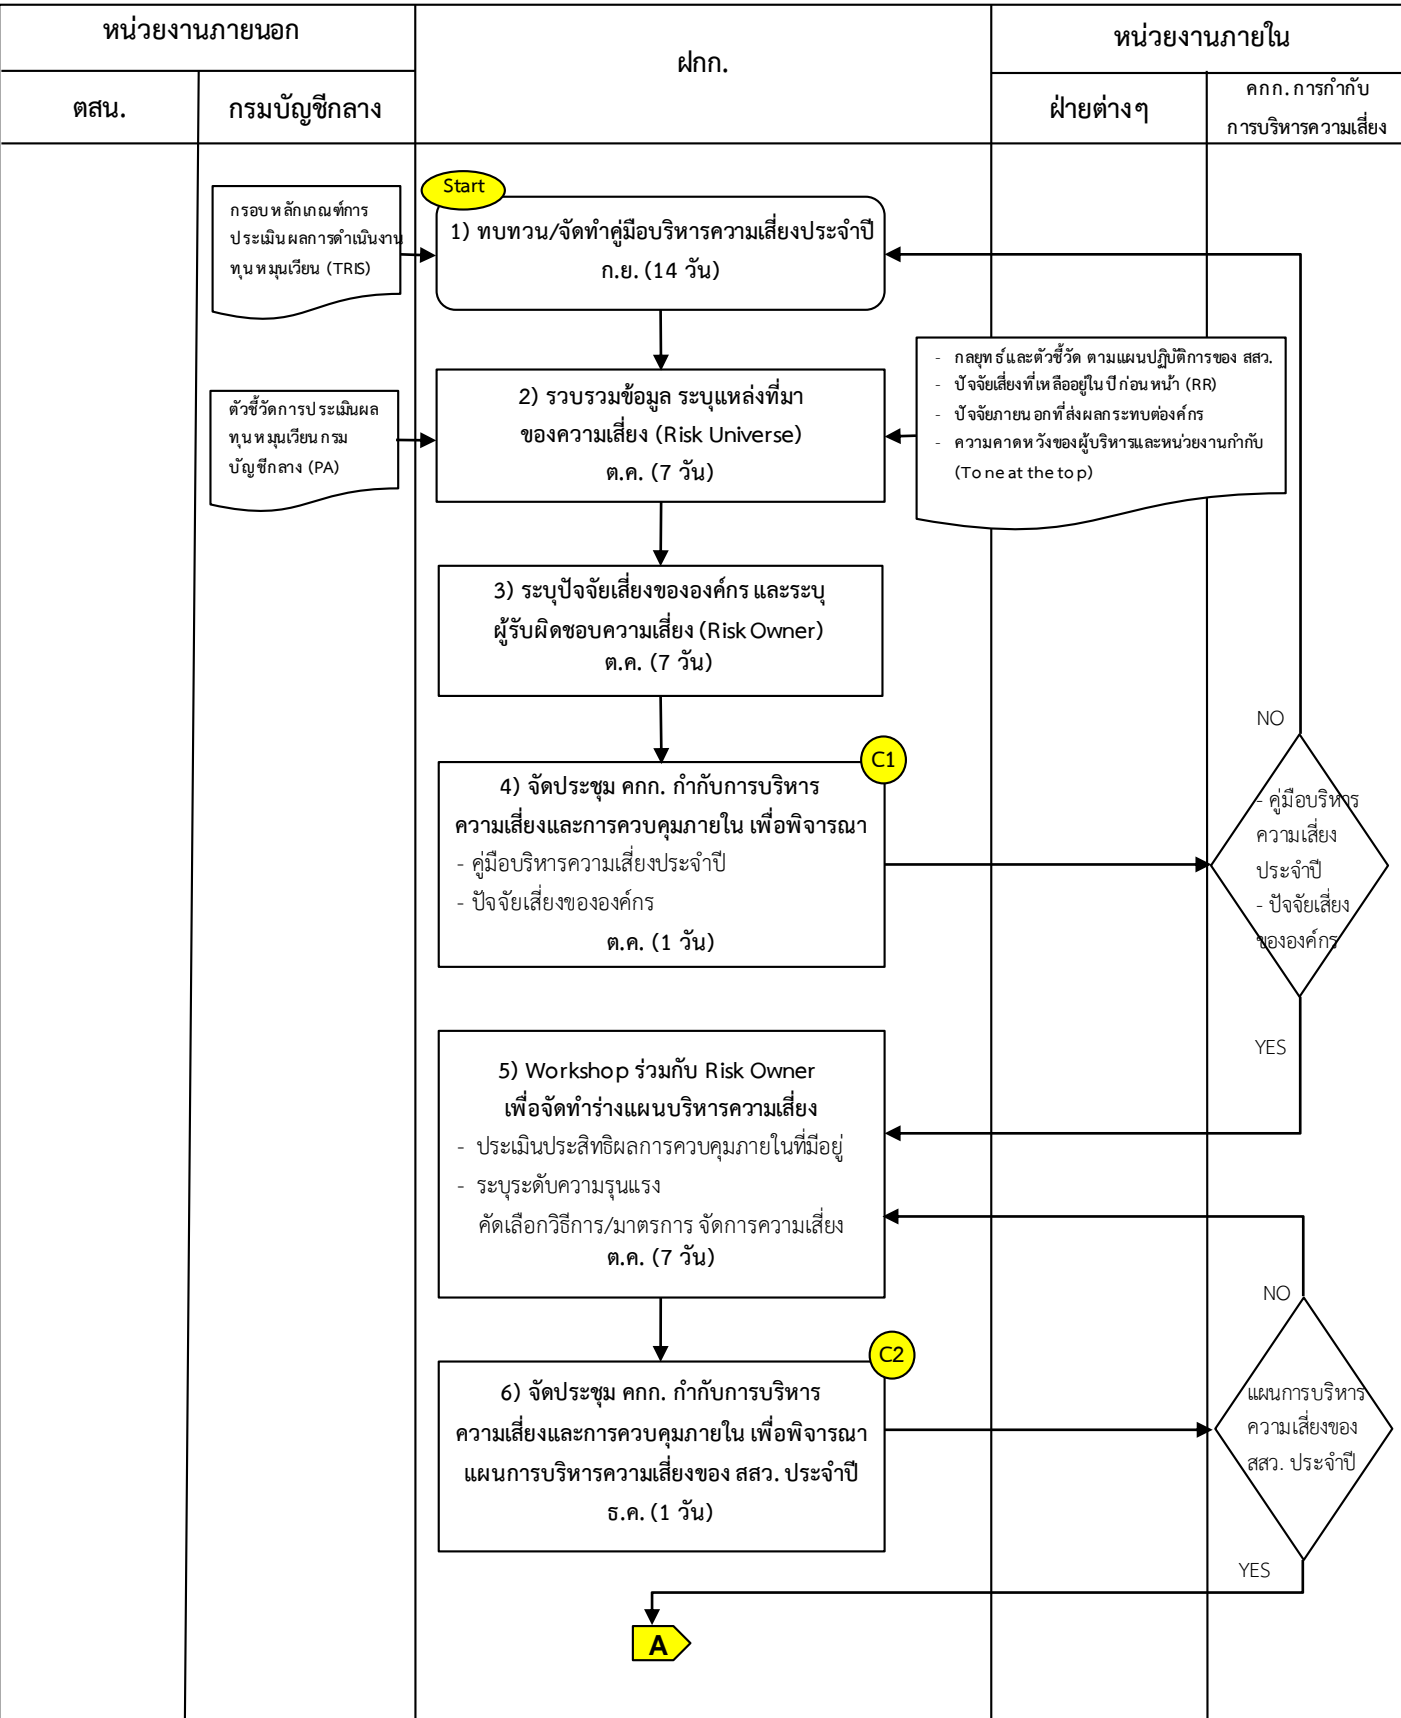 หน่วยงานภายนอก
ฝกก.
หน่วยงานภายใน
ตสน.
กรมบัญชีกลาง
ฝ่ายต่างๆ
คกก. การกำกับ
การบริหารความเสี่ยง
Start
กรอบหลักเกณฑ์การ
ประเมินผลการดำเนินงาน
ทุนหมุนเวียน (TRIS)
1) ทบทวน/จัดทำคู่มือบริหารความเสี่ยงประจำปี
ก.ย. (14 วัน)
ตัวชี้วัดการประเมินผล
ทุนหมุนเวียน กรม
บัญชีกลาง (PA)
2) รวบรวมข้อมูล ระบุแหล่งที่มา
ของความเสี่ยง (Risk Universe)
ต.ค. (7 วัน)
- กลยุทธ์และตัวชี้วัด ตามแผนปฏิบัติการของ สสว.
- ปัจจัยเสี่ยงที่เหลืออยู่ในปีก่อนหน้า (RR)
- ปัจจัยภายนอกที่ส่งผลกระทบต่องค์กร
- ความคาดหวังของผู้บริหารและหน่วยงานกำกับ
(Tone at the top)
3) ระบุปัจจัยเสี่ยงขององค์กร และระบุ
ผู้รับผิดชอบความเสี่ยง (Risk Owner)
ต.ค. (7 วัน)
C1
4) จัดประชุม คกก. กำกับการบริหาร
ความเสี่ยงและการควบคุมภายใน เพื่อพิจารณา
- คู่มือบริหารความเสี่ยงประจำปี
- ปัจจัยเสี่ยงขององค์กร
ต.ค. (1 วัน)
NO
- คู่มือบริหาร
ความเสี่ยง
ประจำปี
- ปัจจัยเสี่ยง
ขององค์กร
YES
5) Workshop ร่วมกับ Risk Owner
เพื่อจัดทำร่างแผนบริหารความเสี่ยง
- ประเมินประสิทธิผลการควบคุมภายในที่มีอยู่
- ระบุระดับความรุนแรง
คัดเลือกวิธีการ/มาตรการ จัดการความเสี่ยง
ต.ค. (7 วัน)
C2
6) จัดประชุม คกก. กำกับการบริหาร
ความเสี่ยงและการควบคุมภายใน เพื่อพิจารณา
แผนการบริหารความเสี่ยงของ สสว. ประจำปี
ธ.ค. (1 วัน)
NO
แผนการบริหาร
ความเสี่ยงของ
สสว. ประจำปี
YES
A